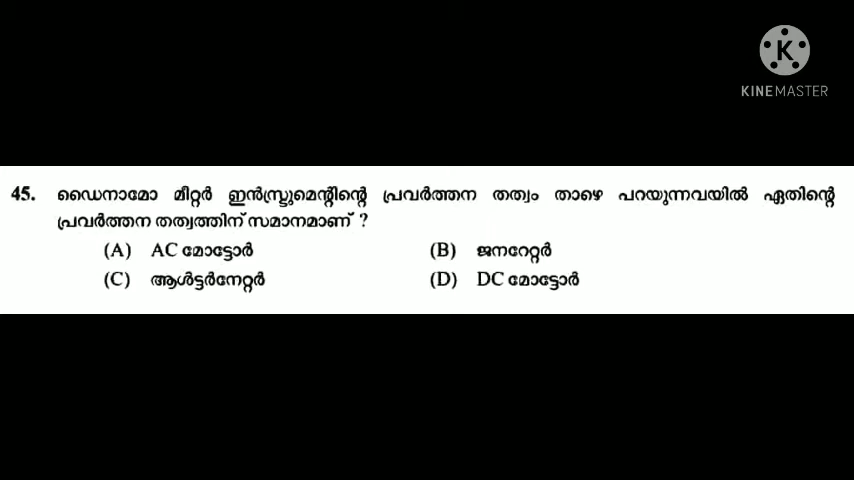 KINEMASTER
45. ഡൈനാമോ മീറ്റർ ഇൻസ്ട്രുമെന്റിന്റെ പ്രവർത്തന തത്വം താഴെ പറയുന്നവയിൽ ഏതിന്റെ
പ്രവർത്തന തത്വത്തിന് സമാനമാണ് ?
(A) AC മോട്ടോർ (B) ജനറേറ്റർ
(C) ആൾട്ടർനേറ്റർ (D) DC മോട്ടോർ